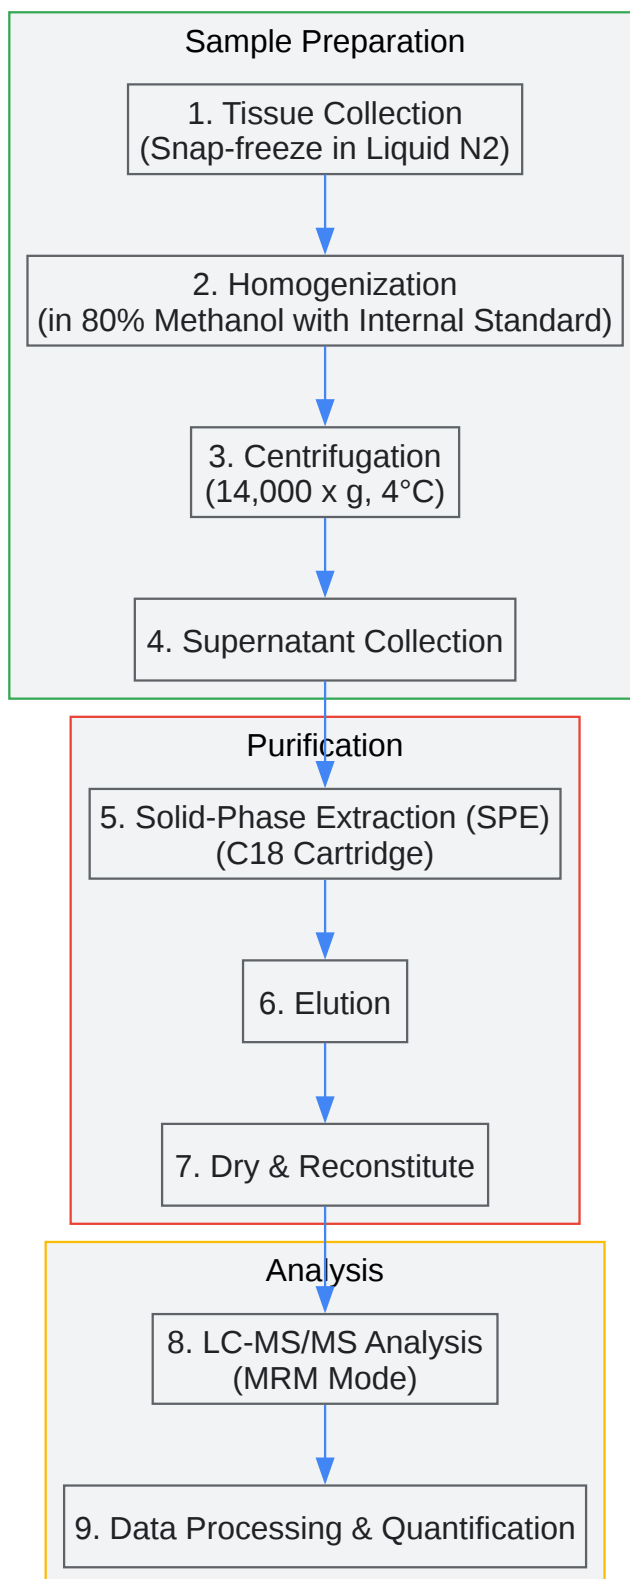 Sample Preparation
1. Tissue Collection
(Snap-freeze in Liquid N2)
2. Homogenization
(in 80% Methanol with Internal Standard)
3. Centrifugation
(14,000 x g, 4°C)
4. Supernatant Collection
Purification
5. Solid-Phase Extraction (SPE)
(C18 Cartridge)
6. Elution
7. Dry & Reconstitute
Analysis
8. LC-MS/MS Analysis
(MRM Mode)
9. Data Processing & Quantification